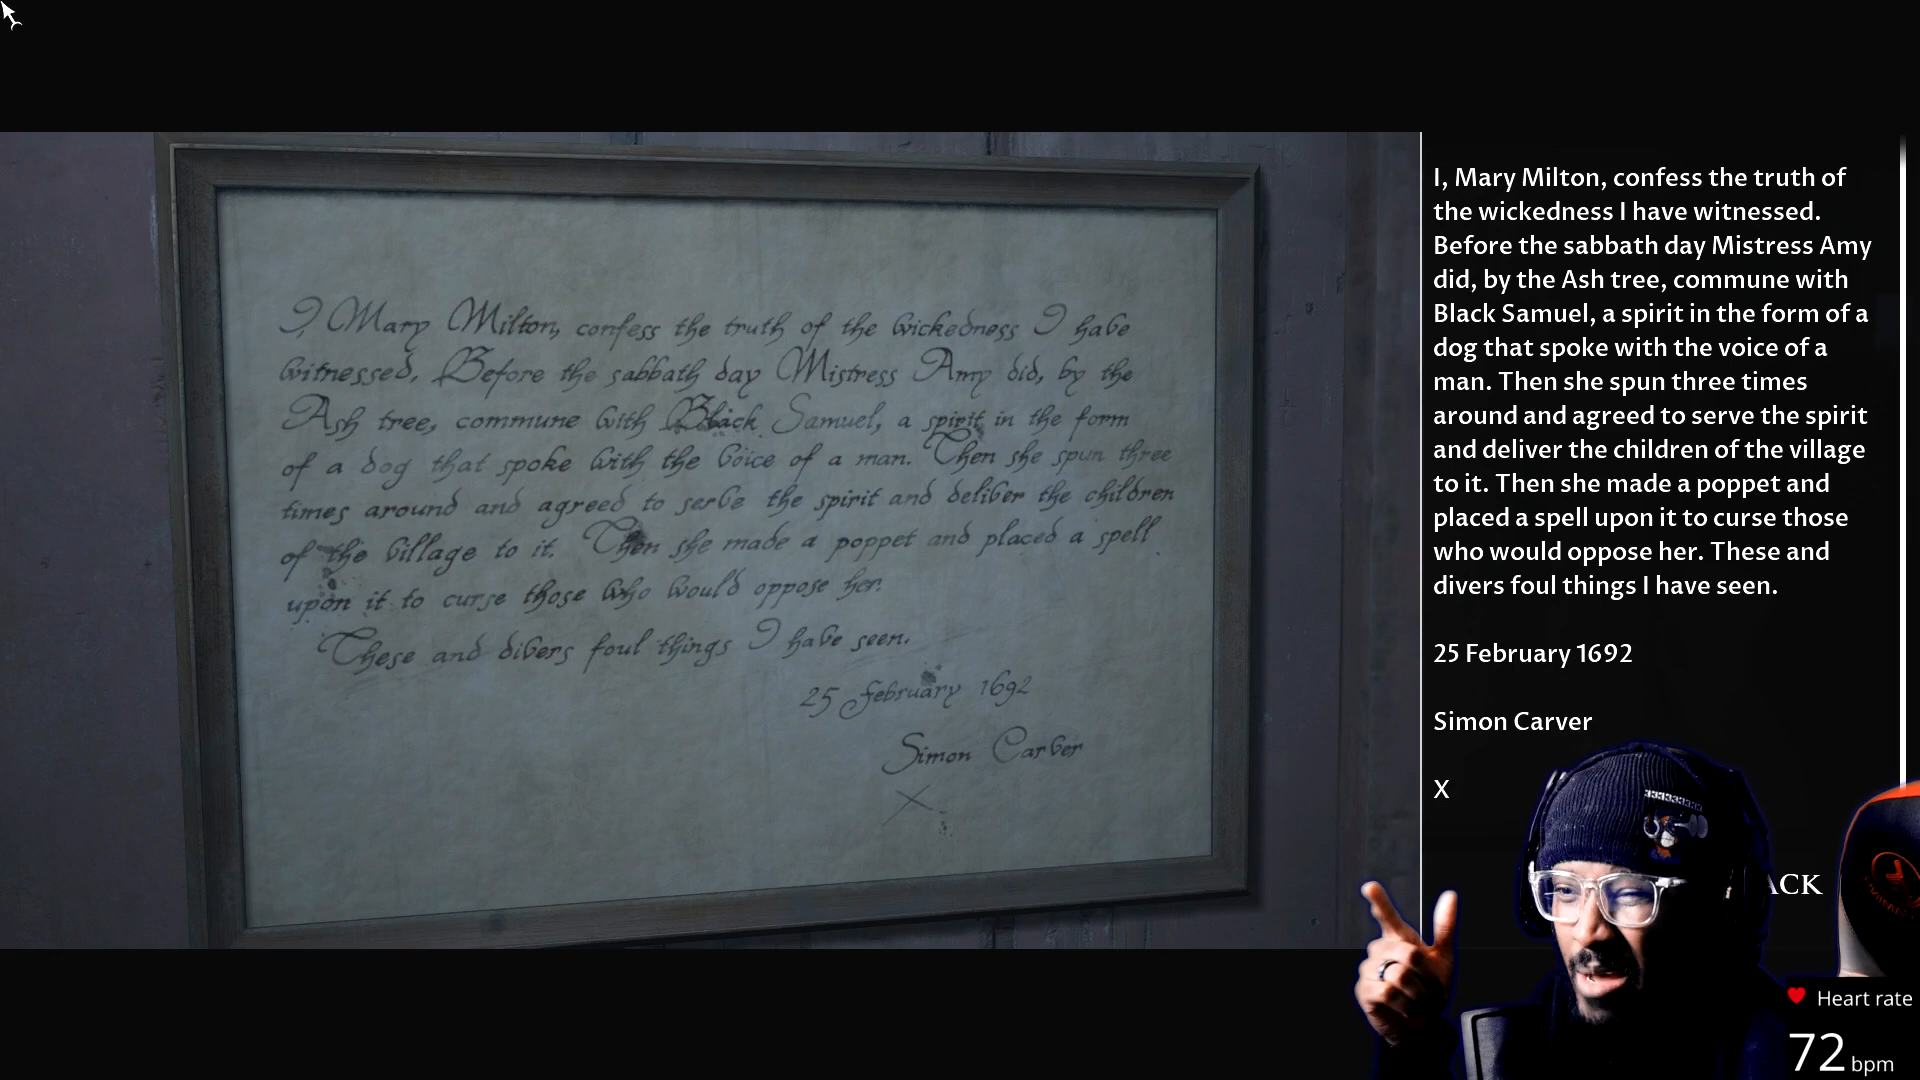 I, Mary Milton, confess the truth of the wickedness I have
witnessed. Before the sabbath day Mistress Amy did, by the
Ash tree, commune with Black Samuel, a spirit in the form
of a dog that spoke with the voice of a man. Then she spun three
times around and agreed to serve the spirit and deliver the children
of the village to it. Then she made a poppet and placed a spell
upon it to curse those who would oppose her.
These and divers foul things I have seen.
25 February 1692
Simon Carver
X
I, Mary Milton, confess the truth of
the wickedness I have witnessed.
Before the sabbath day Mistress Amy
did, by the Ash tree, commune with
Black Samuel, a spirit in the form of a
dog that spoke with the voice of a
man. Then she spun three times
around and agreed to serve the spirit
and deliver the children of the village
to it. Then she made a poppet and
placed a spell upon it to curse those
who would oppose her. These and
divers foul things I have seen.
25 February 1692
Simon Carver
X
ACK
Heart rate
72 bpm